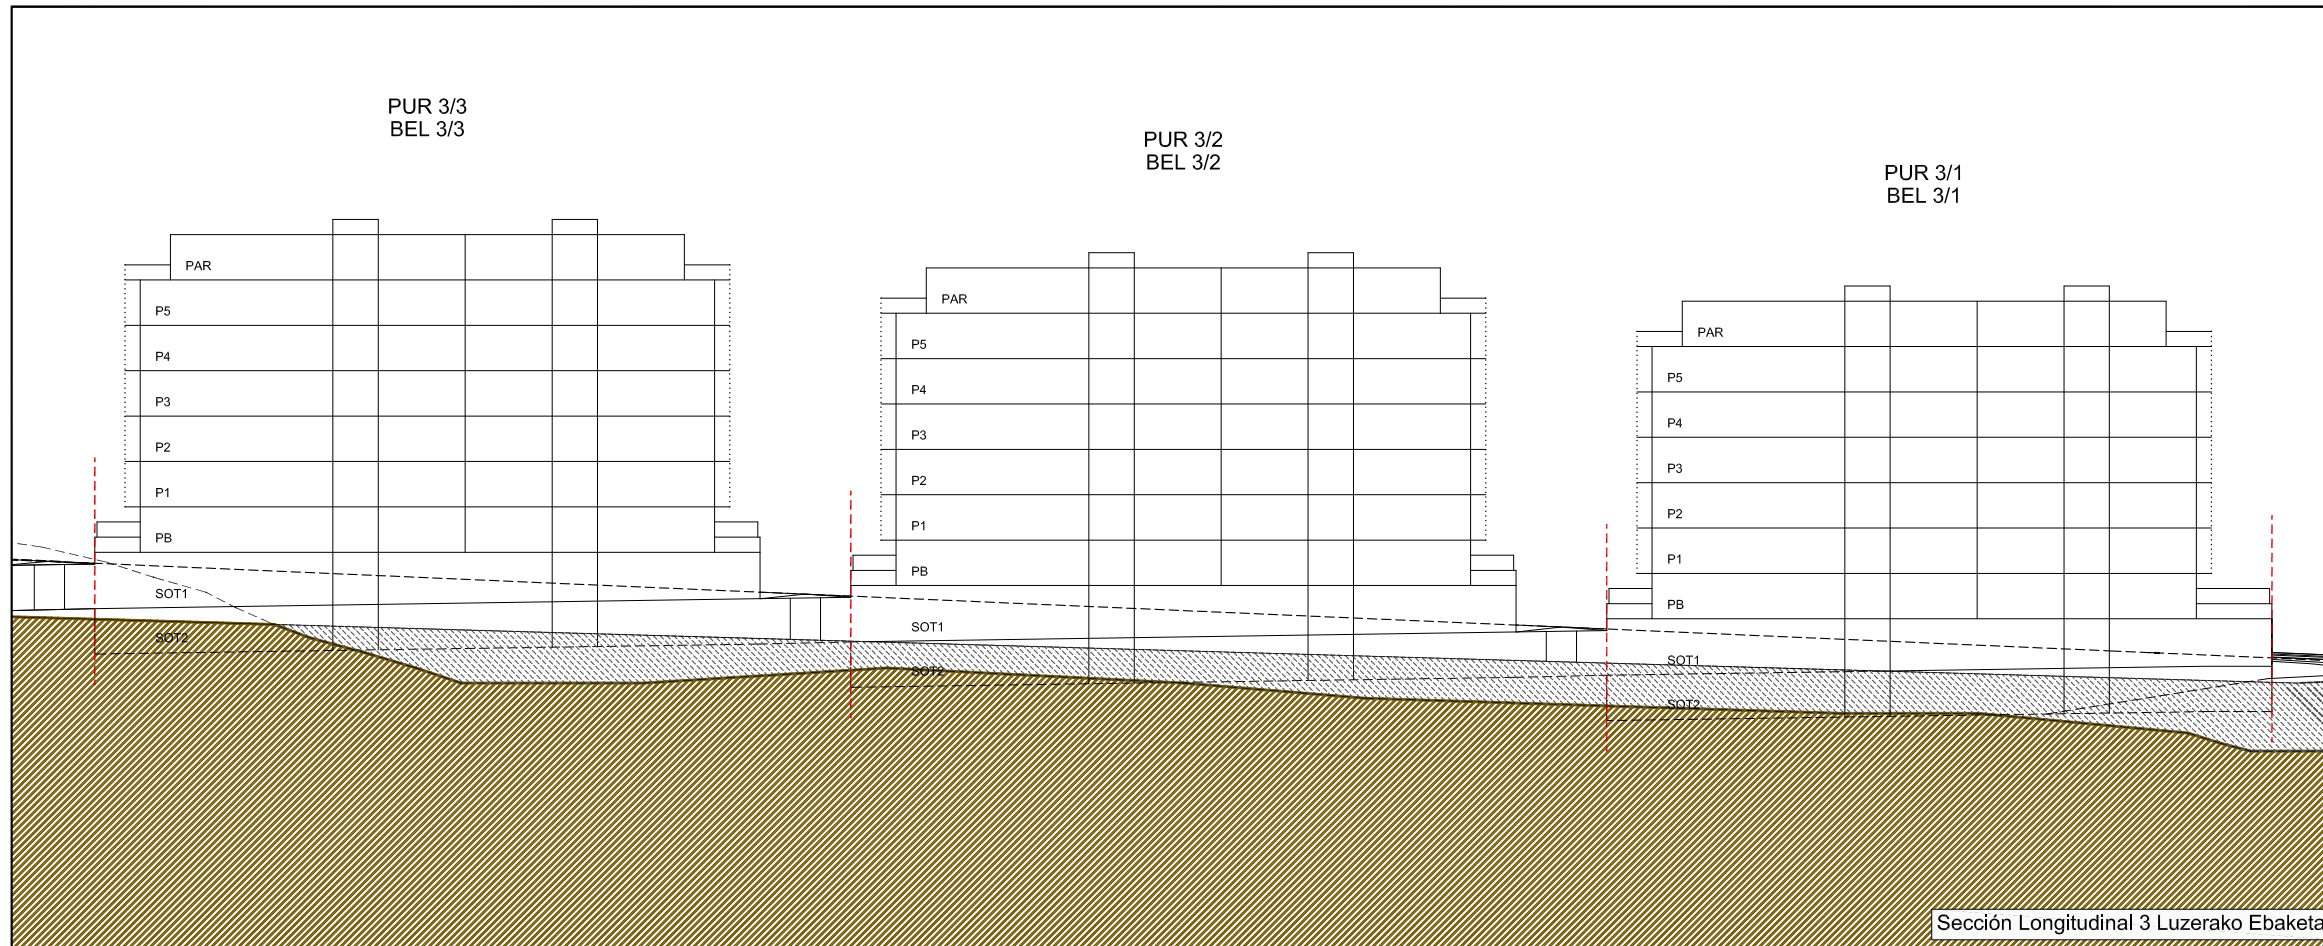 PUR 3/3
BEL 3/3
PAR
P5
P4
P3
P2
P1
PB
SOT1
SOT2
PUR 3/2
BEL 3/2
PAR
P5
P4
P3
P2
P1
PB
SOT1
SOT2
PUR 3/1
BEL 3/1
PAR
P5
P4
P3
P2
P1
PB
SOT1
SOT2
Sección Longitudinal 3 Luzerako Ebaketa